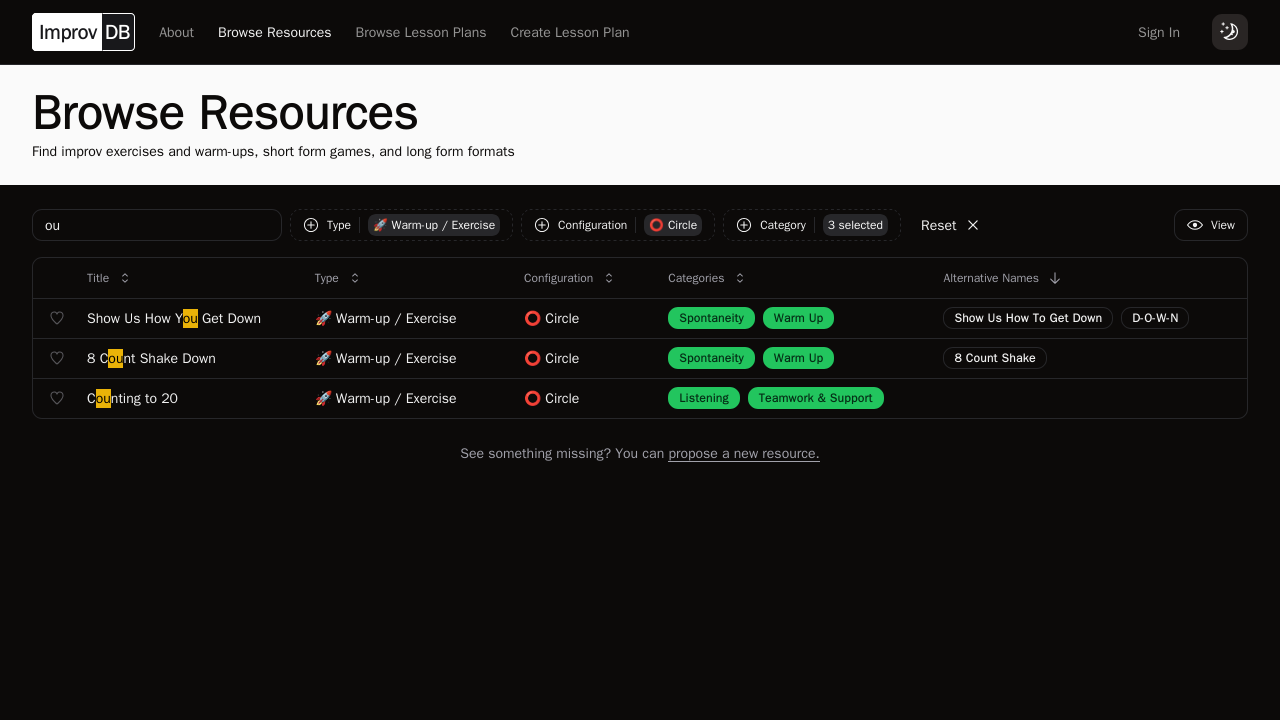 Improv DB About Browse Resources Browse Lesson Plans Create Lesson Plan Sign In
Browse Resources
Find improv exercises and warm-ups, short form games, and long form formats
ou Type 🚀 Warm-up / Exercise Configuration ⭕ Circle Category 3 selected Reset View
Title Type Configuration Categories Alternative Names
Show Us How You Get Down 🚀 Warm-up / Exercise ⭕ Circle Spontaneity Warm Up Show Us How To Get Down D-O-W-N
8 Count Shake Down 🚀 Warm-up / Exercise ⭕ Circle Spontaneity Warm Up 8 Count Shake
Counting to 20 🚀 Warm-up / Exercise ⭕ Circle Listening Teamwork & Support
See something missing? You can propose a new resource.